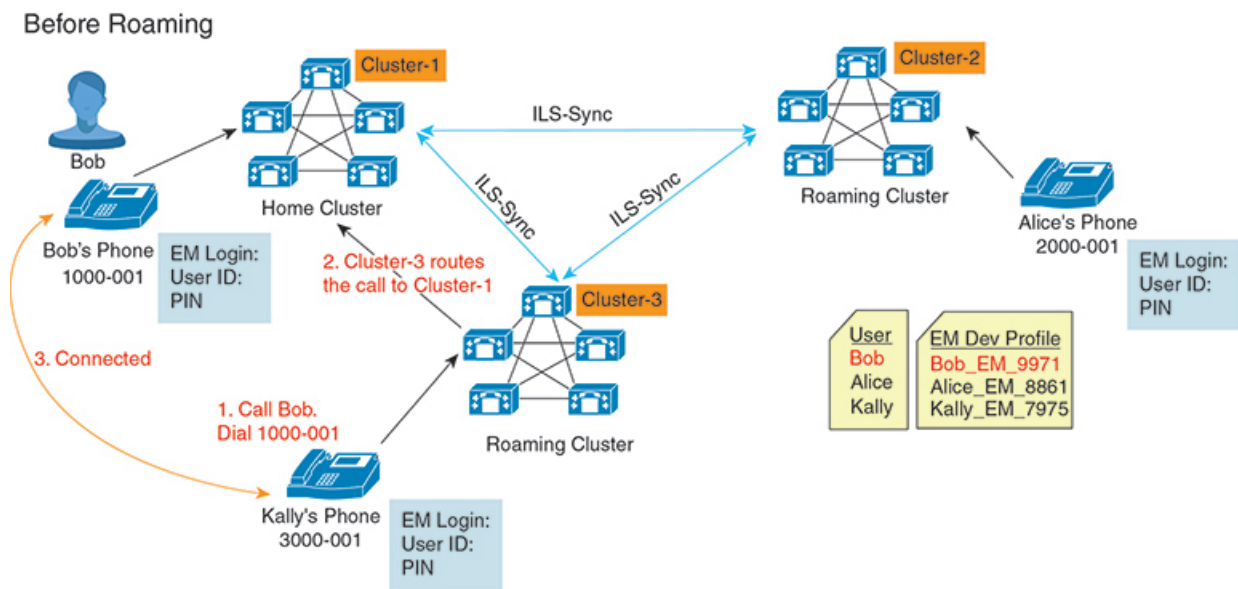 Before Roaming
Cluster-1
Cluster-2
Bob
ILS-Sync
ILS-Sync
ILS-Sync
Home Cluster
Roaming Cluster
Bob's Phone
1000-001
EM Login:
User ID:
PIN
Alice's Phone
2000-001
EM Login:
User ID:
PIN
2. Cluster-3 routes
the call to Cluster-1
Cluster-3
3. Connected
User
Bob
Alice
Kally
EM Dev Profile
Bob_EM_9971
Alice_EM_8861
Kally_EM_7975
1. Call Bob.
Dial 1000-001
Roaming Cluster
Kally's Phone
3000-001
EM Login:
User ID:
PIN